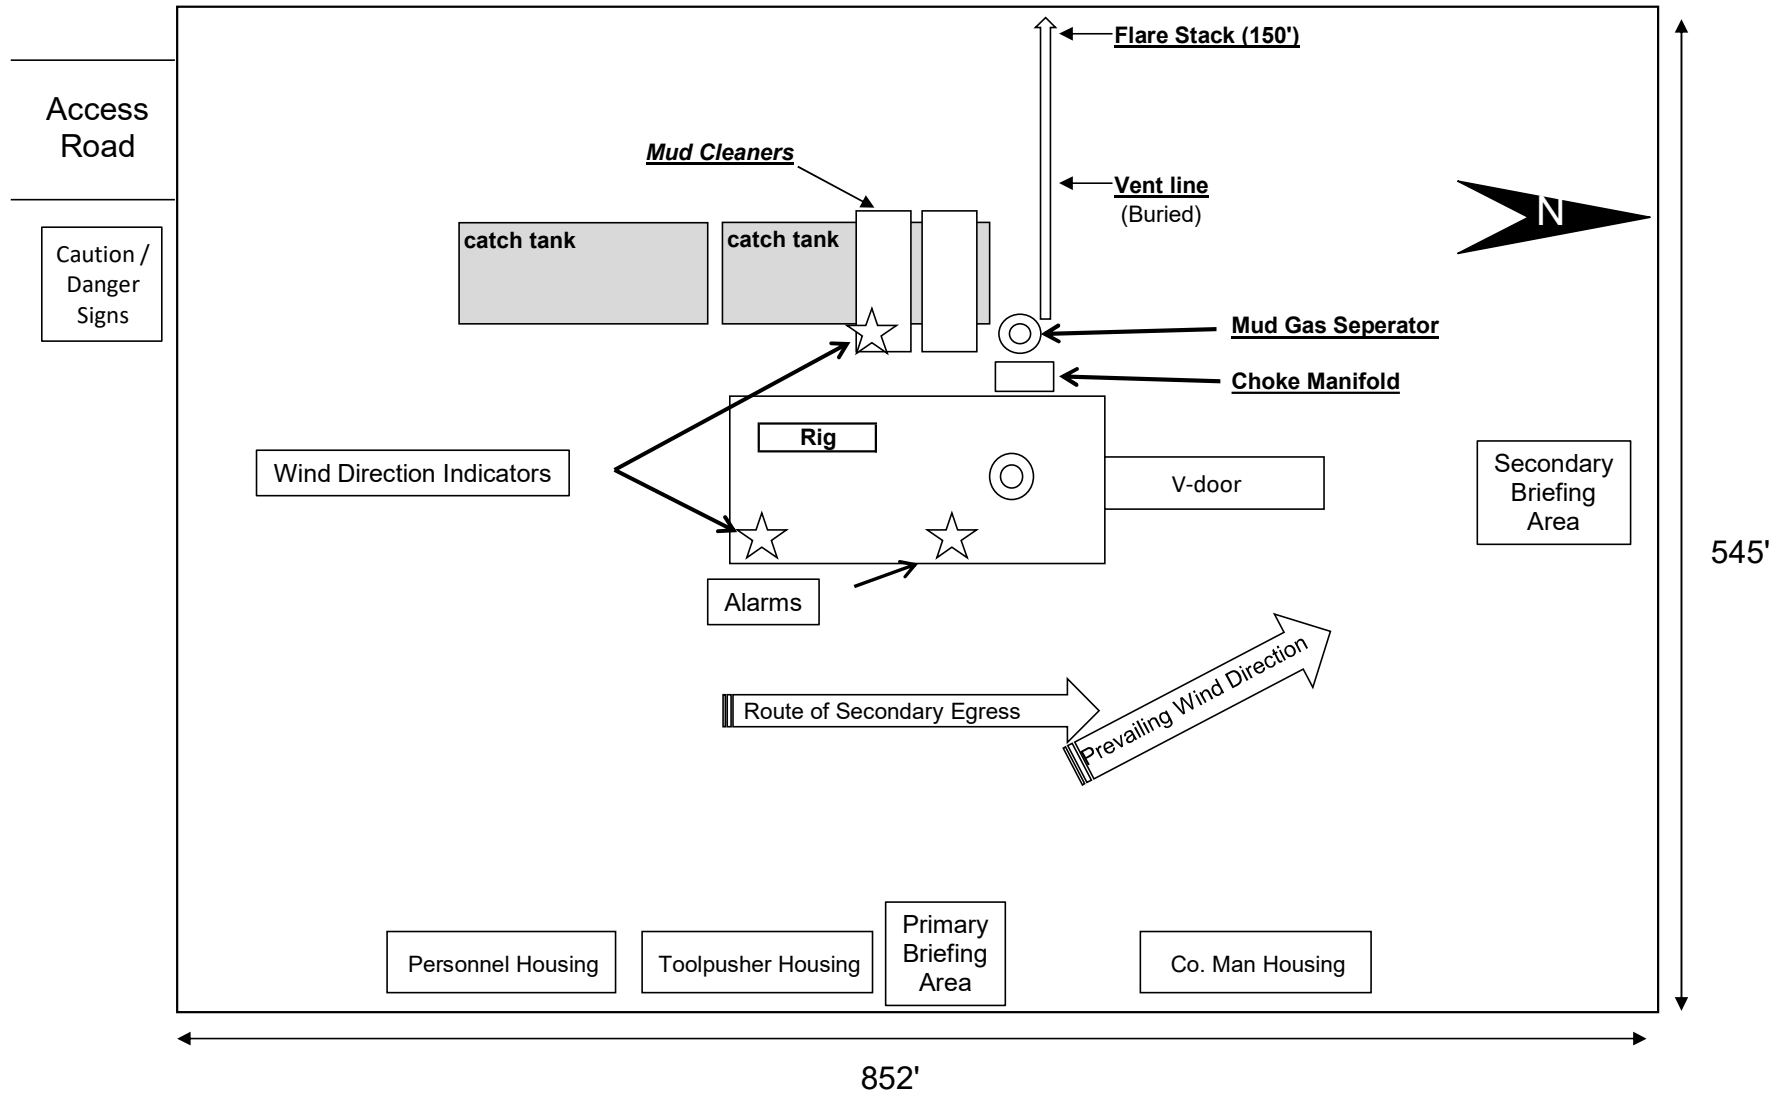 Flare Stack (150')
Access
Road
Mud Cleaners
Vent line
(Buried)
N
catch tank
catch tank
Caution /
Danger
Signs
Mud Gas Seperator
Choke Manifold
Rig
Wind Direction Indicators
V-door
Secondary
Briefing
Area
545'
Alarms
Prevailing Wind Direction
Route of Secondary Egress
Primary
Briefing
Area
Personnel Housing
Toolpusher Housing
Co. Man Housing
852'